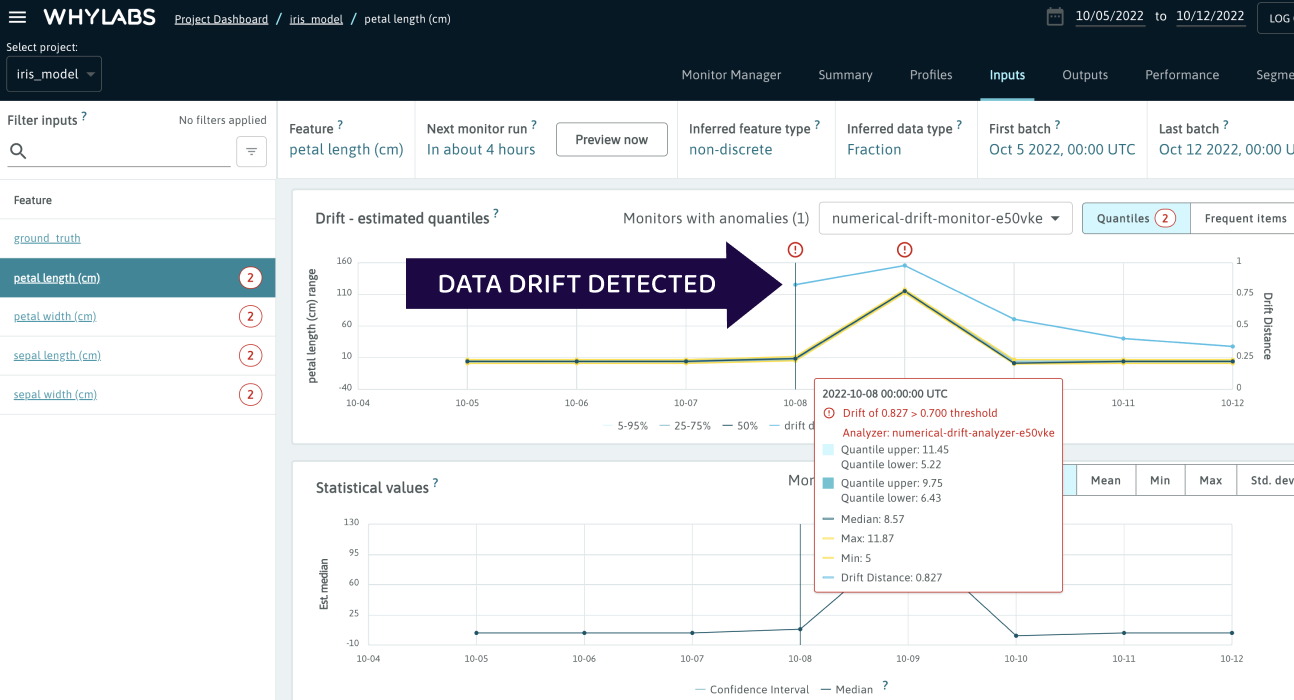 WHYLABS
Project Dashboard / iris_model / petal length (cm)
10/05/2022 to 10/12/2022
LOG
Select project:
iris_model
Monitor Manager Summary Profiles Inputs Outputs Performance Segme
Filter inputs ?
No filters applied
Feature ?
petal length (cm)
Next monitor run ?
In about 4 hours
Preview now
Inferred feature type ?
non-discrete
Inferred data type ?
Fraction
First batch ?
Oct 5 2022, 00:00 UTC
Last batch ?
Oct 12 2022, 00:00 U
Feature
ground_truth
petal length (cm) 2
petal width (cm) 2
sepal length (cm) 2
sepal width (cm) 2
Drift - estimated quantiles ?
Monitors with anomalies (1)
numerical-drift-monitor-e50vke
Quantiles 2
Frequent items
DATA DRIFT DETECTED
petal length (cm) range
160
110
60
10
-40
1
0.75
0.5
0.25
0
Drift Distance
10-04 10-05 10-06 10-07 10-08 10-11 10-12
5-95% 25-75% 50% drift d
2022-10-08 00:00:00 UTC
Drift of 0.827 > 0.700 threshold
Analyzer: numerical-drift-analyzer-e50vke
Quantile upper: 11.45
Quantile lower: 5.22
Quantile upper: 9.75
Quantile lower: 6.43
Median: 8.57
Max: 11.87
Min: 5
Drift Distance: 0.827
Statistical values ?
Mor
Mean Min Max Std. dev
Est. median
130
95
60
25
-10
10-04 10-05 10-06 10-07 10-08 10-09 10-10 10-11 10-12
Confidence Interval Median ?